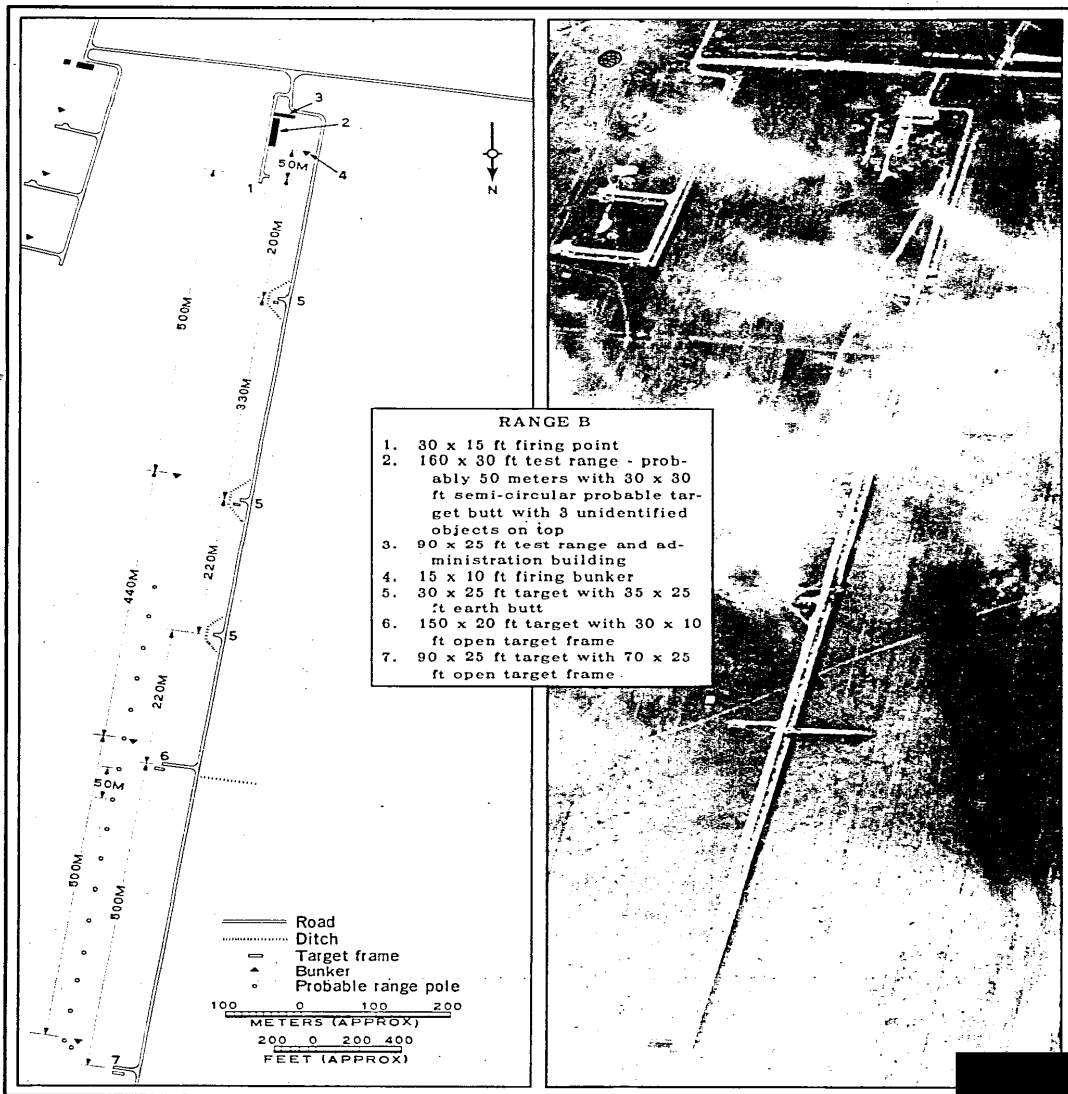 3
2
50M
4
1
N
200M
5
500M
330M
5
220M
440M
5
220M
6
50M
500M
500M
7
RANGE B
1. 30 x 15 ft firing point
2. 160 x 30 ft test range - prob-
ably 50 meters with 30 x 30
ft semi-circular probable tar-
get butt with 3 unidentified
objects on top
3. 90 x 25 ft test range and ad-
ministration building
4. 15 x 10 ft firing bunker
5. 30 x 25 ft target with 35 x 25
ft earth butt
6. 150 x 20 ft target with 30 x 10
ft open target frame
7. 90 x 25 ft target with 70 x 25
ft open target frame
Road
Ditch
Target frame
Bunker
Probable range pole
100 0 100 200
METERS (APPROX)
200 0 200 400
FEET (APPROX)